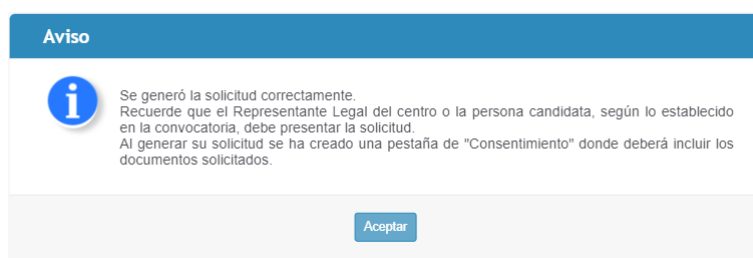 Aviso
Se generó la solicitud correctamente.
Recuerde que el Representante Legal del centro o la persona candidata, según lo establecido
en la convocatoria, debe presentar la solicitud.
Al generar su solicitud se ha creado una pestaña de "Consentimiento" donde deberá incluir los
documentos solicitados.
Aceptar